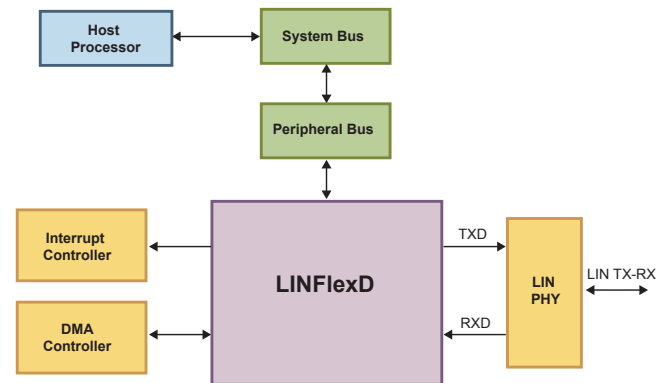 Host
Processor
System Bus
Peripheral Bus
Interrupt
Controller
LINFlexD
TXD
LIN
PHY
LIN TX-RX
DMA
Controller
RXD